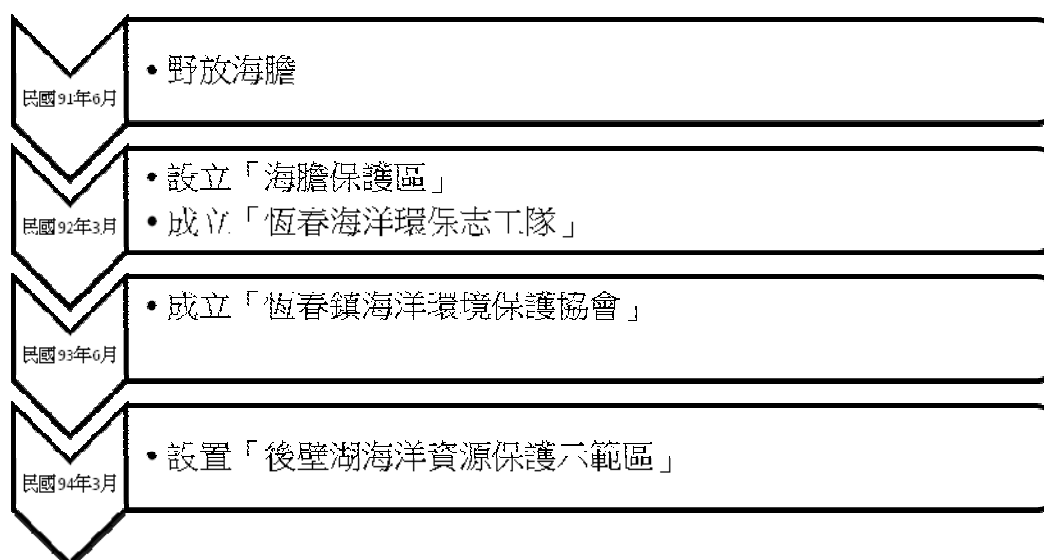 民國91年6月
• 野放海膽
民國92年3月
• 設立「海膽保護區」
• 成立「恆春海洋環保志工隊」
民國93年6月
• 成立「恆春鎮海洋環境保護協會」
民國94年3月
• 設置「後壁湖海洋資源保護示範區」